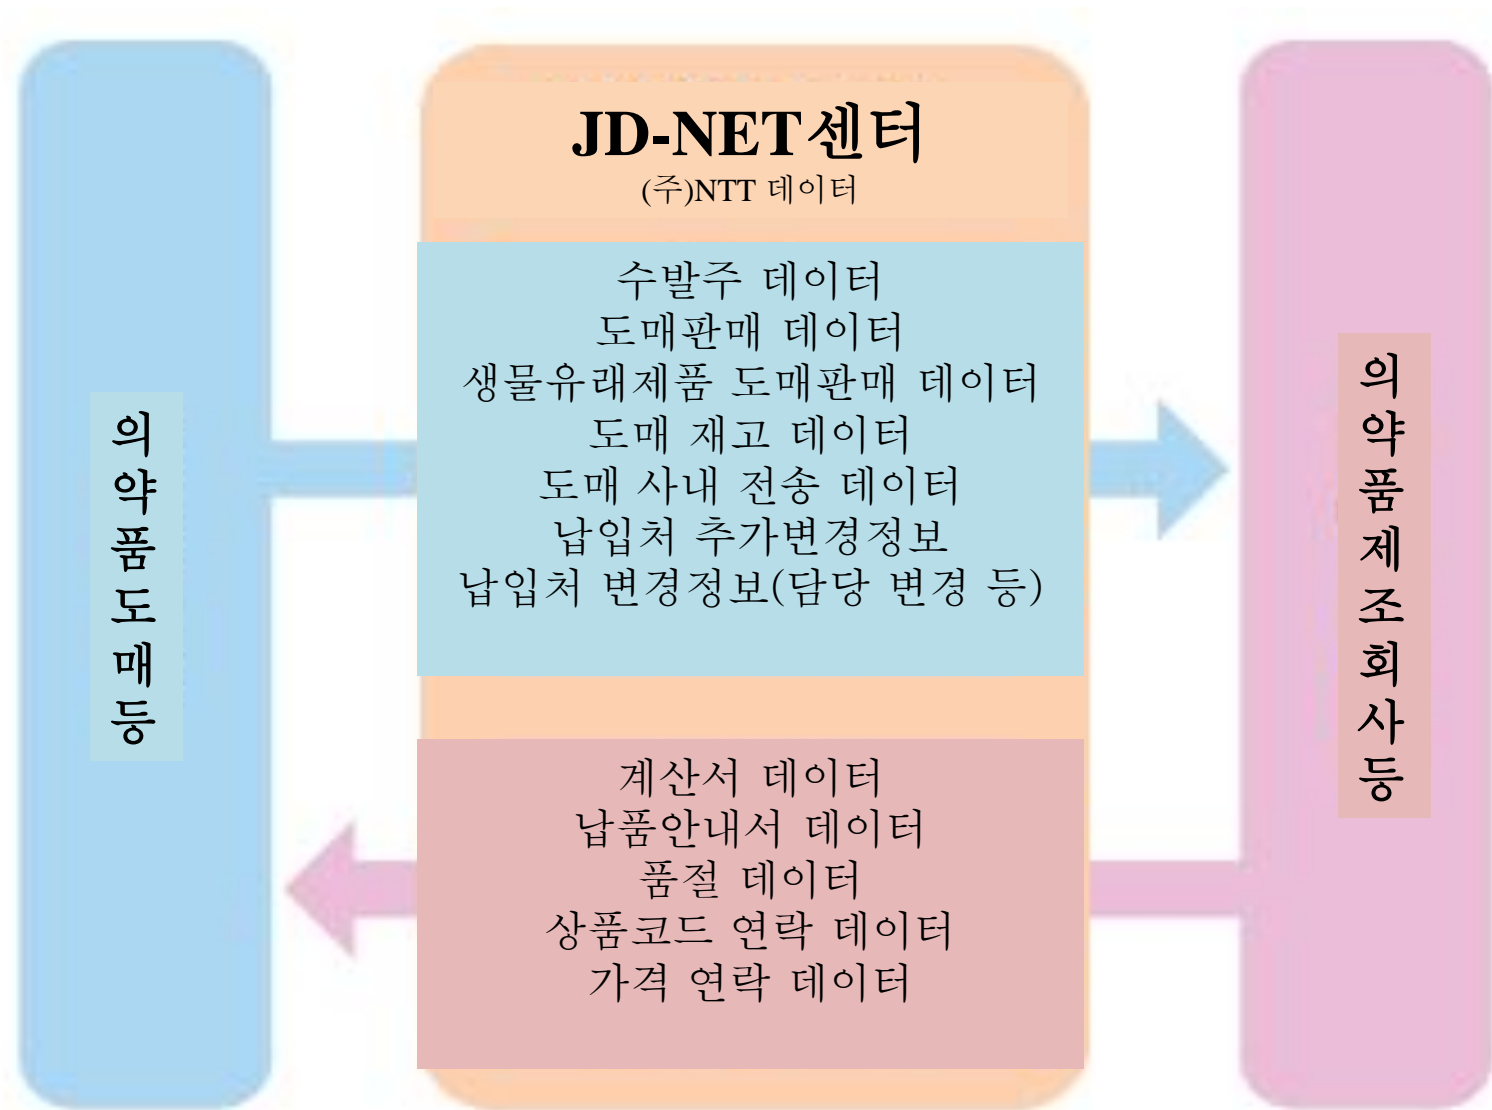 JD-NET센터
(주)NTT 데이터
수발주 데이터
도매판매 데이터
생물유래제품 도매판매 데이터
도매 재고 데이터
도매 사내 전송 데이터
납입처 추가변경정보
납입처 변경정보(담당 변경 등)
계산서 데이터
납품안내서 데이터
품절 데이터
상품코드 연락 데이터
가격 연락 데이터
의약품도매등
의약품제조회사등